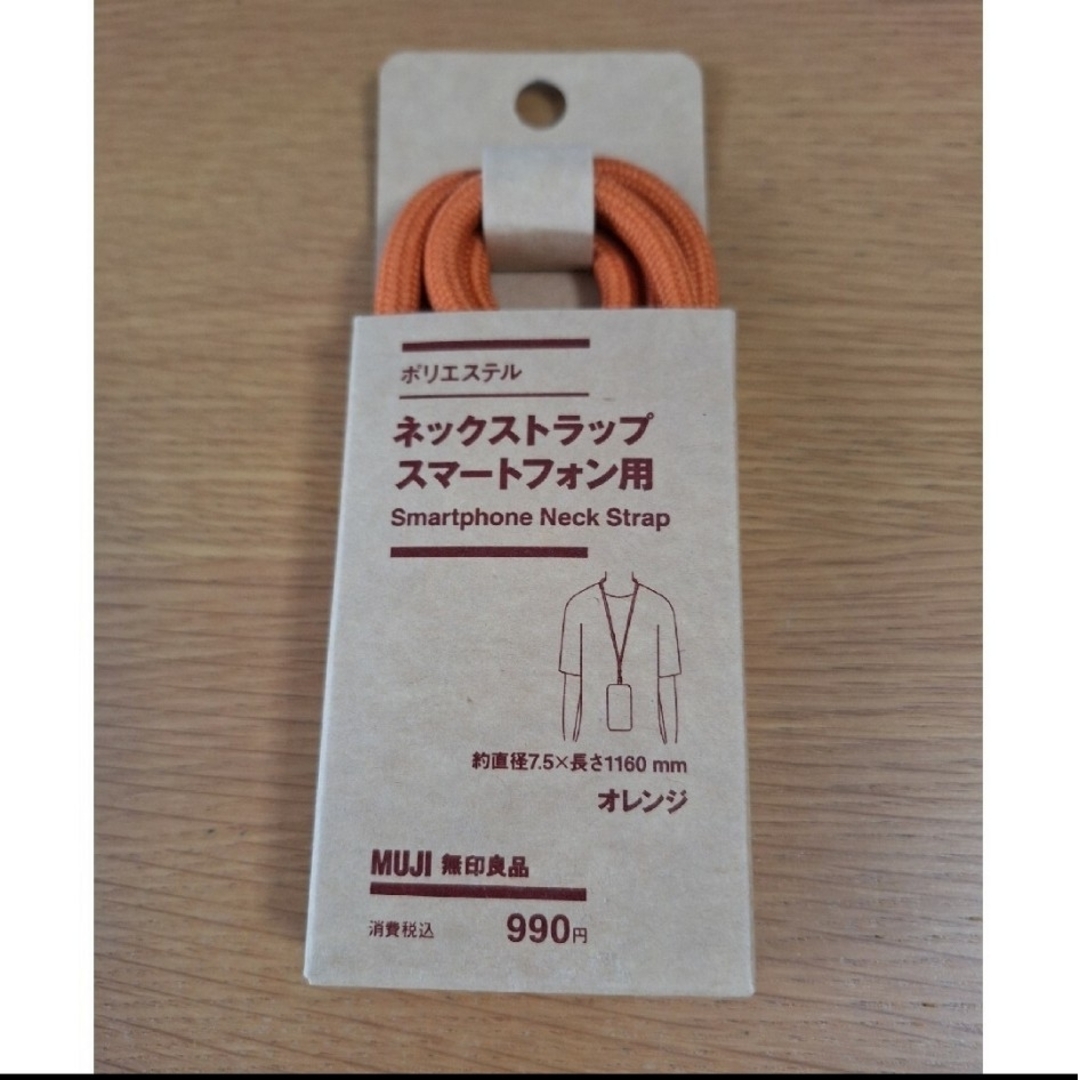 ポリエステル
ネックストラップ
スマートフォン用
Smartphone Neck Strap
約直径7.5×長さ1160 mm
オレンジ
MUJI 無印良品
消費税込 990円